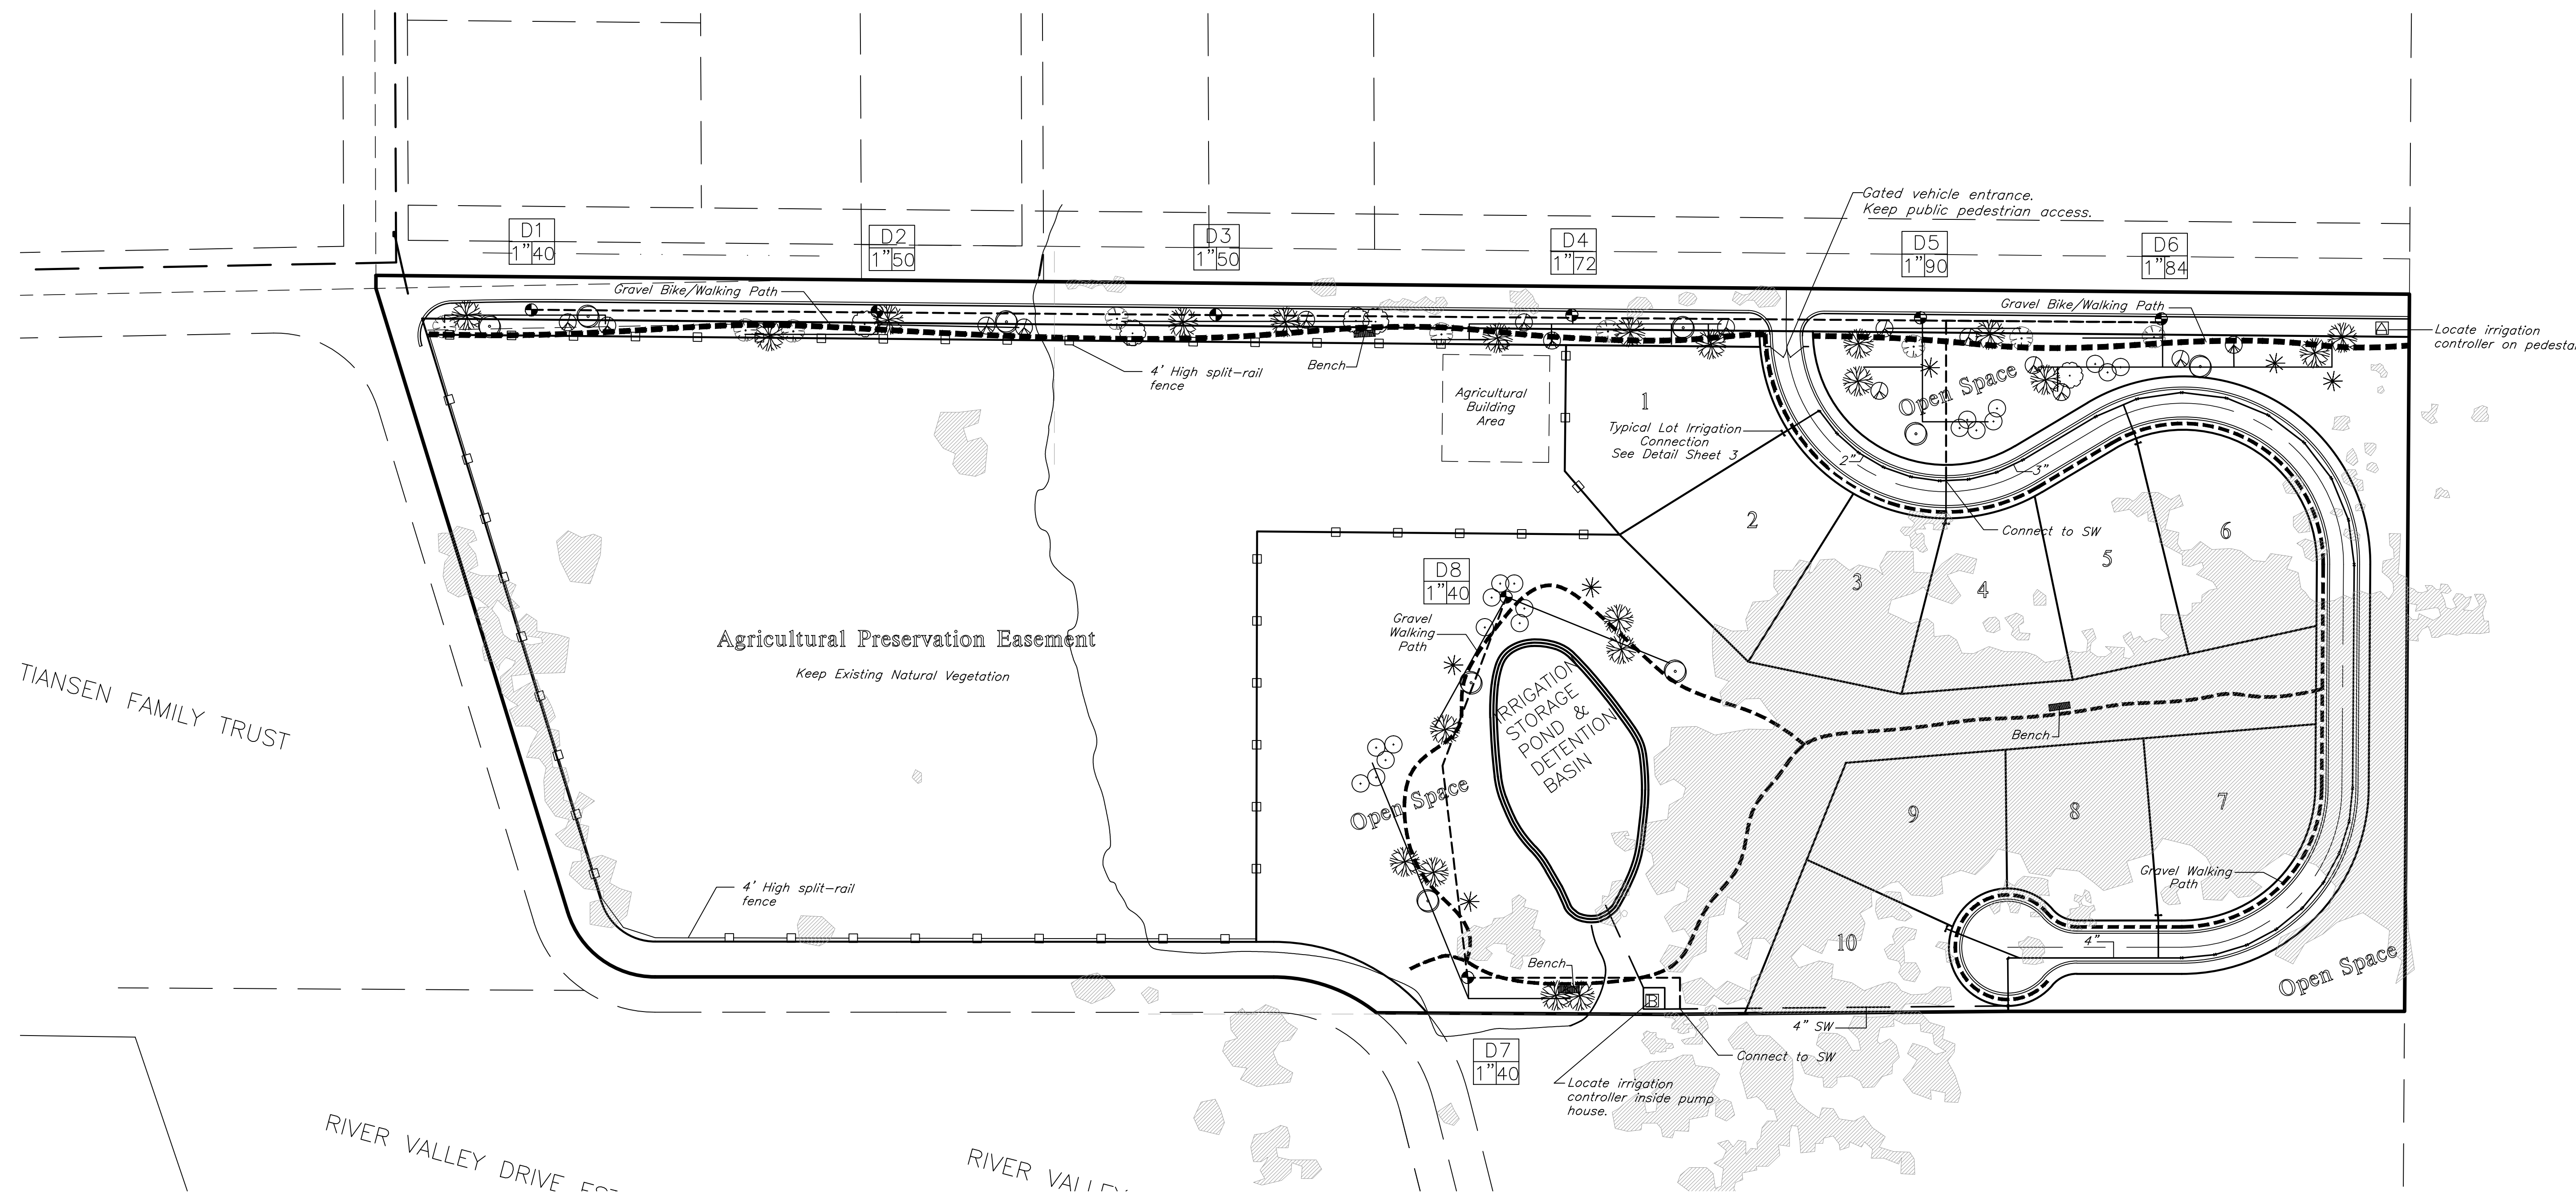 Gated vehicle entrance.
Keep public pedestrian access.
D1
1" 40
D2
1" 50
D3
1" 50
D4
1" 72
D5
1" 90
D6
1" 84
Gravel Bike/Walking Path
Gravel Bike/Walking Path
Locate irrigation
controller on
4' High split-rail
fence
Bench
Agricultural
Building
Area
1
Typical Lot Irrigation
Connection
See Detail Sheet 3
Open Space
2"
3"
2
Connect to SW
3
4
5
6
D8
1" 40
Gravel
Walking
Path
Agricultural Preservation Easement
Keep Existing Natural Vegetation
IRRIGATION
STORAGE
POND &
DETENTION
BASIN
Open Space
TIANSEN FAMILY TRUST
Bench
9
8
7
Gravel Walking
Path
4' High split-rail
fence
10
4"
Open Space
Bench
B
4" SW
Connect to SW
D7
1" 40
Locate irrigation
controller inside pump
house.
RIVER VALLEY DRIVE
RIVER VALLEY